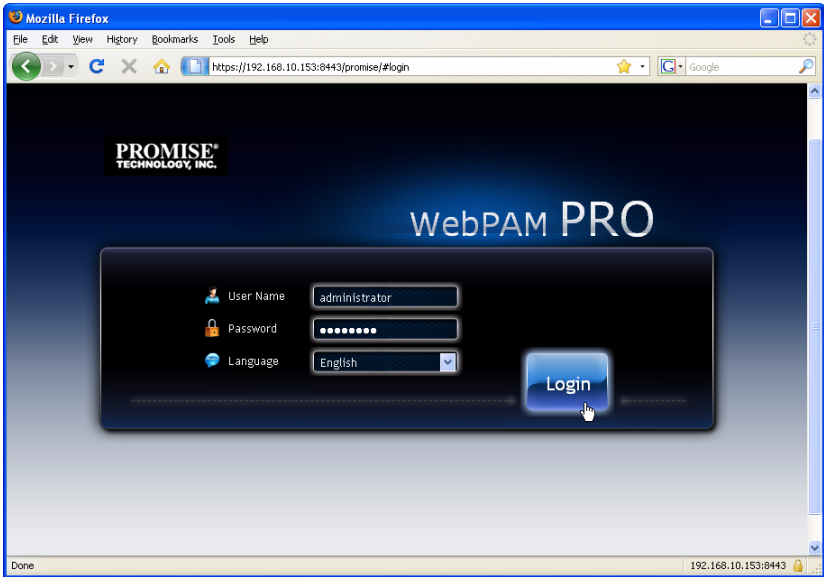 Mozilla Firefox
File Edit View History Bookmarks Tools Help
https://192.168.10.153:8443/promise/#login
Google
PROMISE®
TECHNOLOGY, INC.
WebPAM PRO
User Name administrator
Password ••••••••
Language English
Login
Done 192.168.10.153:8443